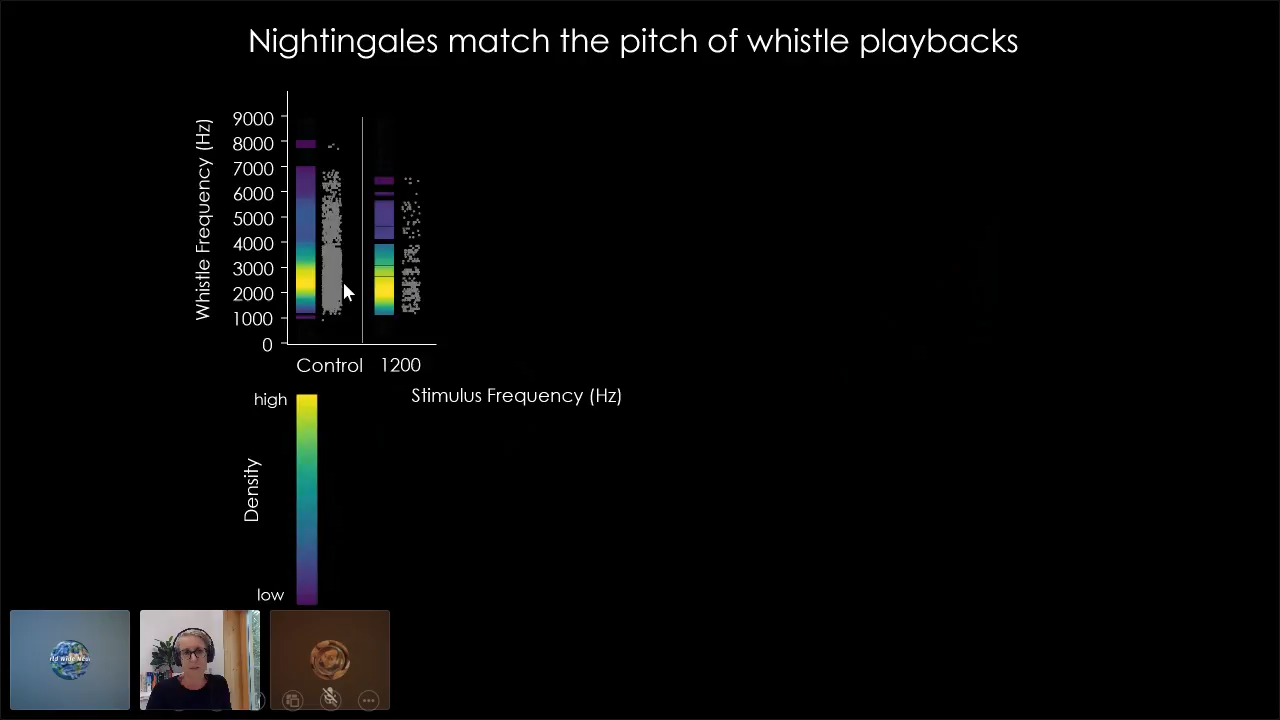 Nightingales match the pitch of whistle playbacks
Whistle Frequency (Hz)
9000
8000
7000
6000
5000
4000
3000
2000
1000
0
Control
1200
Stimulus Frequency (Hz)
high
Density
low